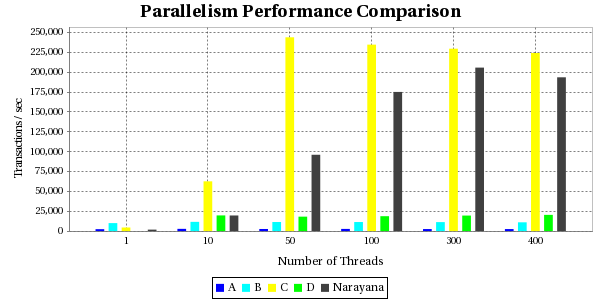 Parallelism Performance Comparison
250,000
225,000
200,000
175,000
150,000
125,000
100,000
75,000
50,000
25,000
0
Transactions / sec
1 10 50 100 300 400
Number of Threads
A B C D Narayana